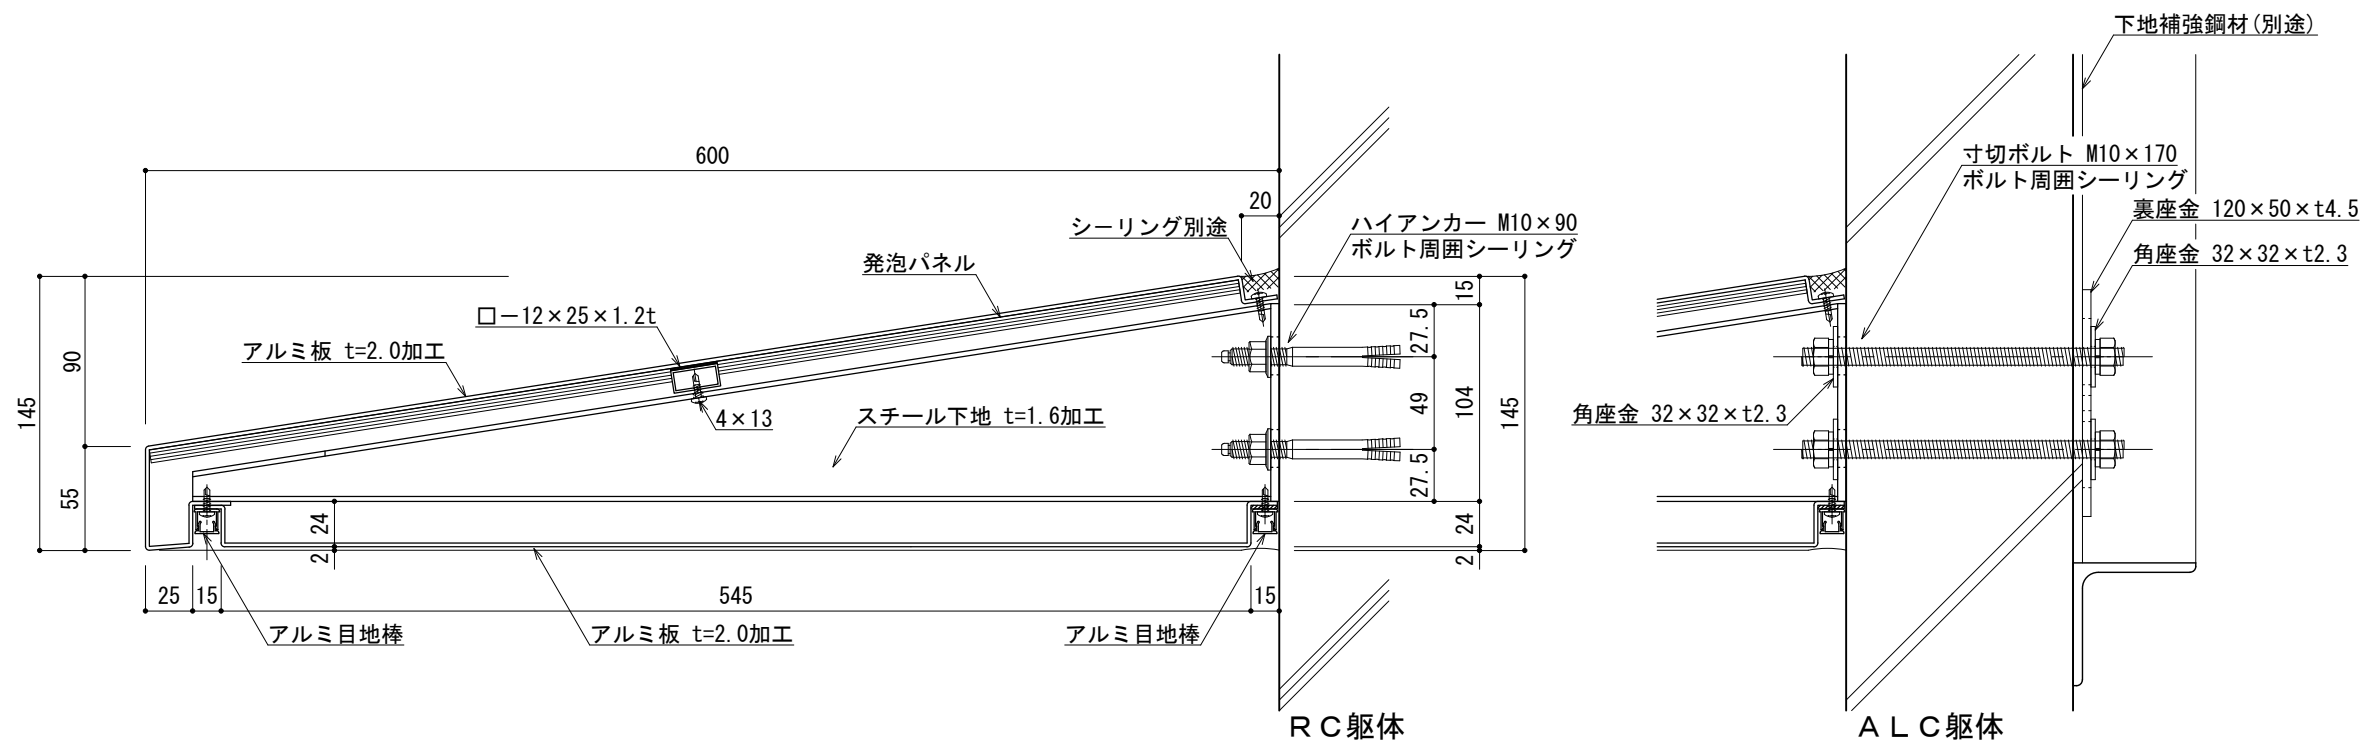 下地補強鋼材(別途)
600
寸切ボルト M10×170
ボルト周囲シーリング
20
シーリング別途
ハイアンカー M10×90
ボルト周囲シーリング
裏座金 120×50×t4.5
角座金 32×32×t2.3
発泡パネル
15
ロー12×25×1.2t
27.5
アルミ板 t=2.0加工
90
145
49
104
145
4×13
スチール下地 t=1.6加工
角座金 32×32×t2.3
55
27.5
24
24
2
2
25
15
545
15
アルミ目地棒
アルミ板 t=2.0加工
アルミ目地棒
RC躯体
ALC躯体